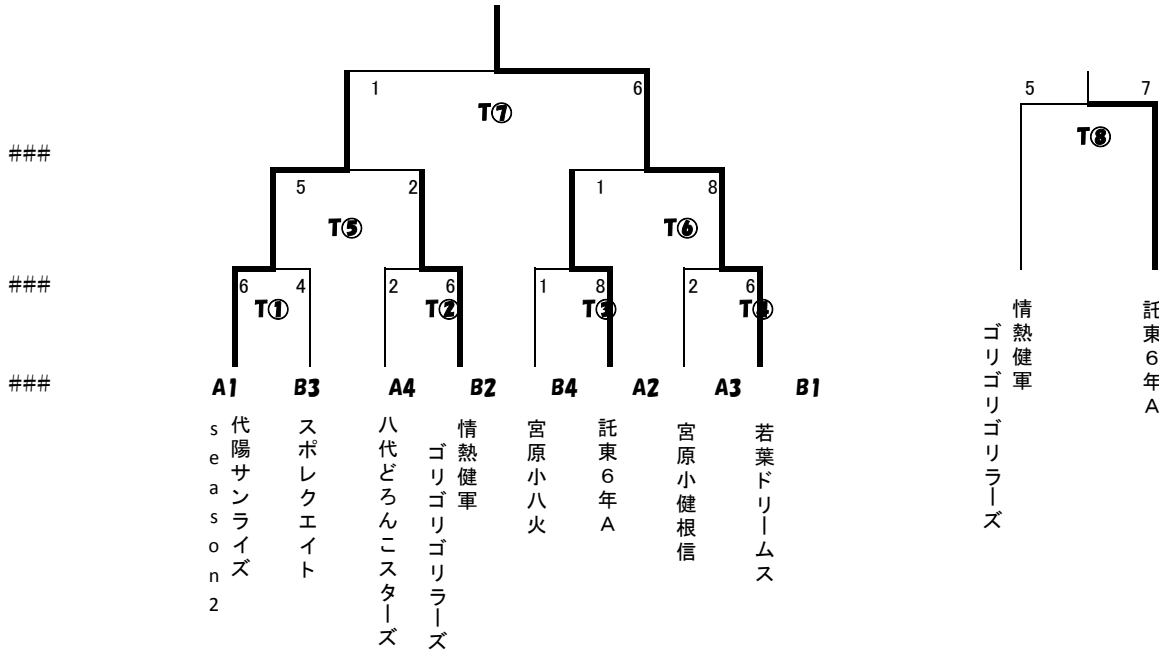 1 6
T⑦
5 7
T⑧
###
5 2 1 8
T⑤ T⑥
###
6 4 2 6 1 8 2 6
T① T② T③ T④
###
A1 B3 A4 B2 B4 A2 A3 B1
代陽サンライズ
season2
スポレクエイト
八代どろんこスターズ
情熱健軍
ゴリゴリゴリラーズ
宮原小八火
託東6年A
宮原小健根信
若葉ドリームス
情熱健軍
ゴリゴリゴリラーズ
託東6年A